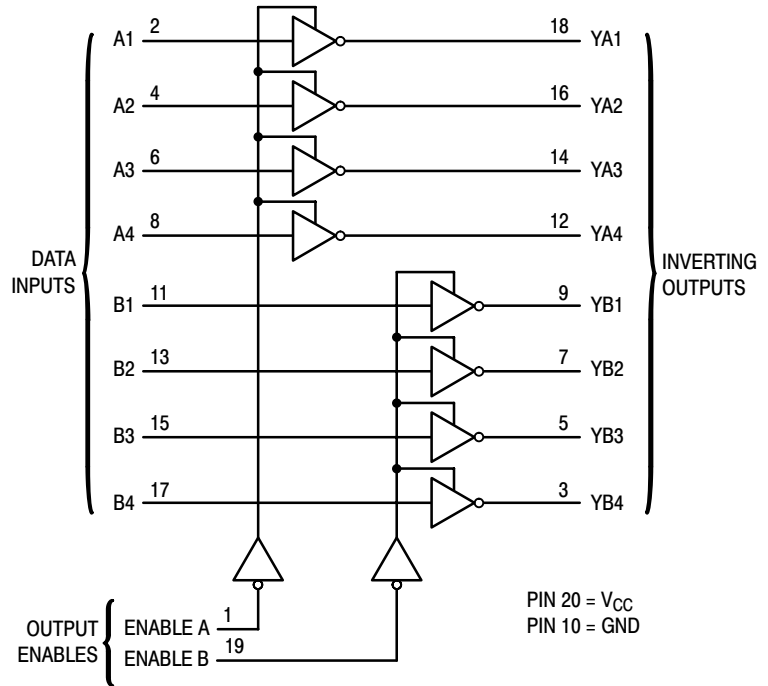 A1 2 18 YA1
A2 4 16 YA2
A3 6 14 YA3
A4 8 12 YA4
DATA
INPUTS
INVERTING
OUTPUTS
B1 11 9 YB1
B2 13 7 YB2
B3 15 5 YB3
B4 17 3 YB4
OUTPUT
ENABLES
ENABLE A 1
ENABLE B 19
PIN 20 = VCC
PIN 10 = GND